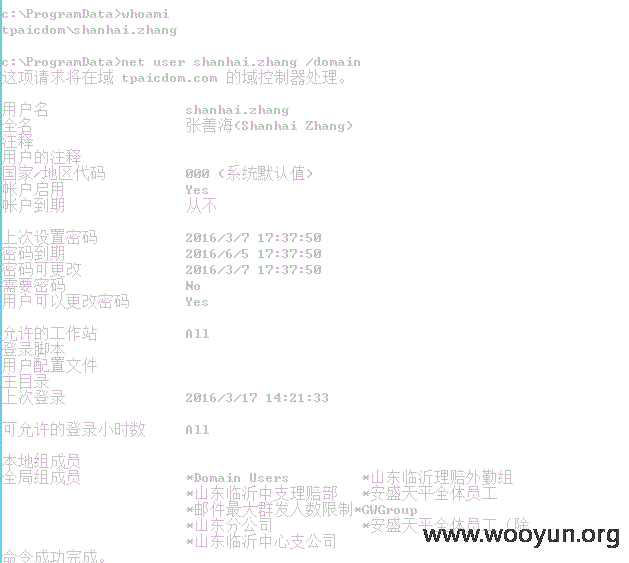 c:\ProgramData>whoami
tpaicdom\shanhai.zhang
c:\ProgramData>net user shanhai.zhang /domain
这项请求将在域 tpaicdom.com 的域控制器处理。
用户名 shanhai.zhang
全名 张善海(Shanhai Zhang)
注释
用户的注释
国家/地区代码 000 (系统默认值)
帐户启用 Yes
帐户到期 从不
上次设置密码 2016/3/7 17:37:50
密码到期 2016/6/5 17:37:50
密码可更改 2016/3/7 17:37:50
需要密码 No
用户可以更改密码 Yes
允许的工作站 All
登录脚本
用户配置文件
主目录
上次登录 2016/3/17 14:21:33
可允许的登录小时数 All
本地组成员
全局组成员 *Domain Users *山东临沂理赔外勤组
*山东临沂中支理赔部 *安盛天平全体员工
*邮件最大群发人数限制*GWGroup
*山东分公司 *安盛天平全体员工（除
*山东临沂中心支公司
命令成功完成。
www.wooyun.org